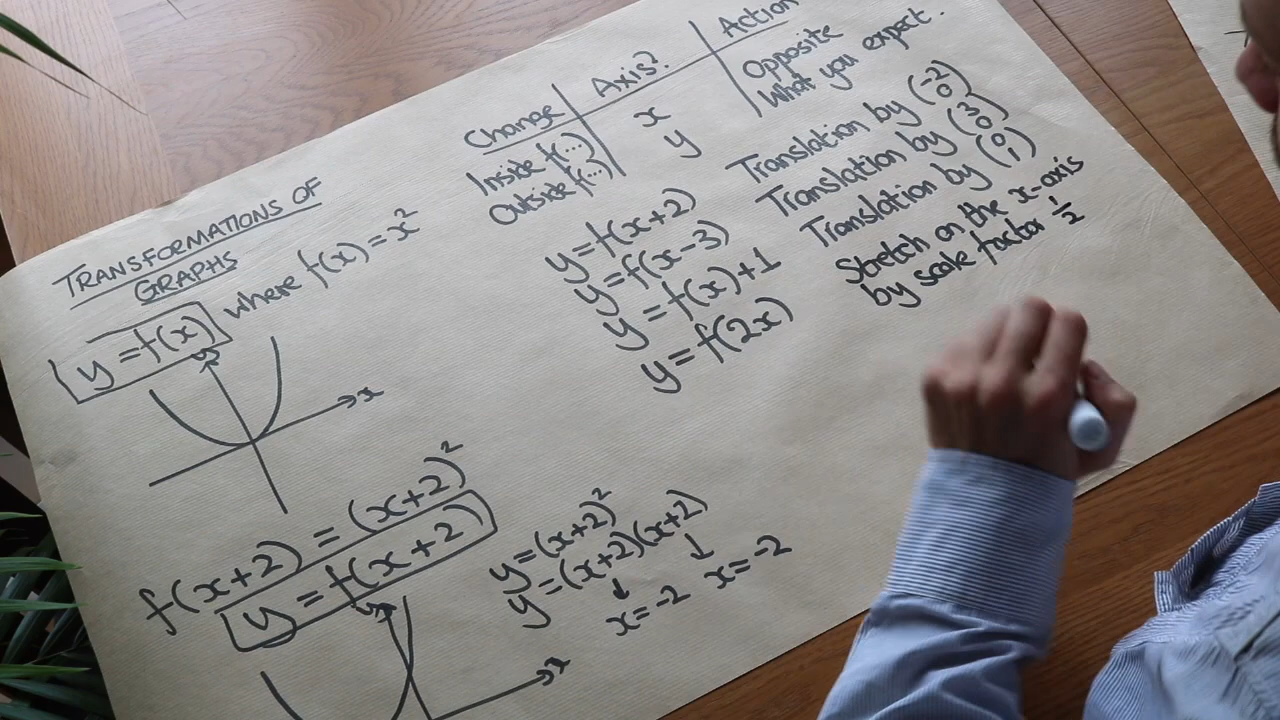 TRANSFORMATIONS OF
GRAPHS
y = f(x) where f(x) = x²
y
x
f(x+2) = (x+2)²
y = f(x+2)
y
x
y = (x+2)²
y = (x+2)(x+2)
↓ ↓
x = -2 x = -2
Change Axis? Action
Inside f(...) x Opposite
Outside f(...) y What you expect.
y = f(x+2) Translation by (-2 0)
y = f(x-3) Translation by (3 0)
y = f(x)+1 Translation by (0 1)
y = f(2x) Stretch on the x-axis
by scale factor 1/2